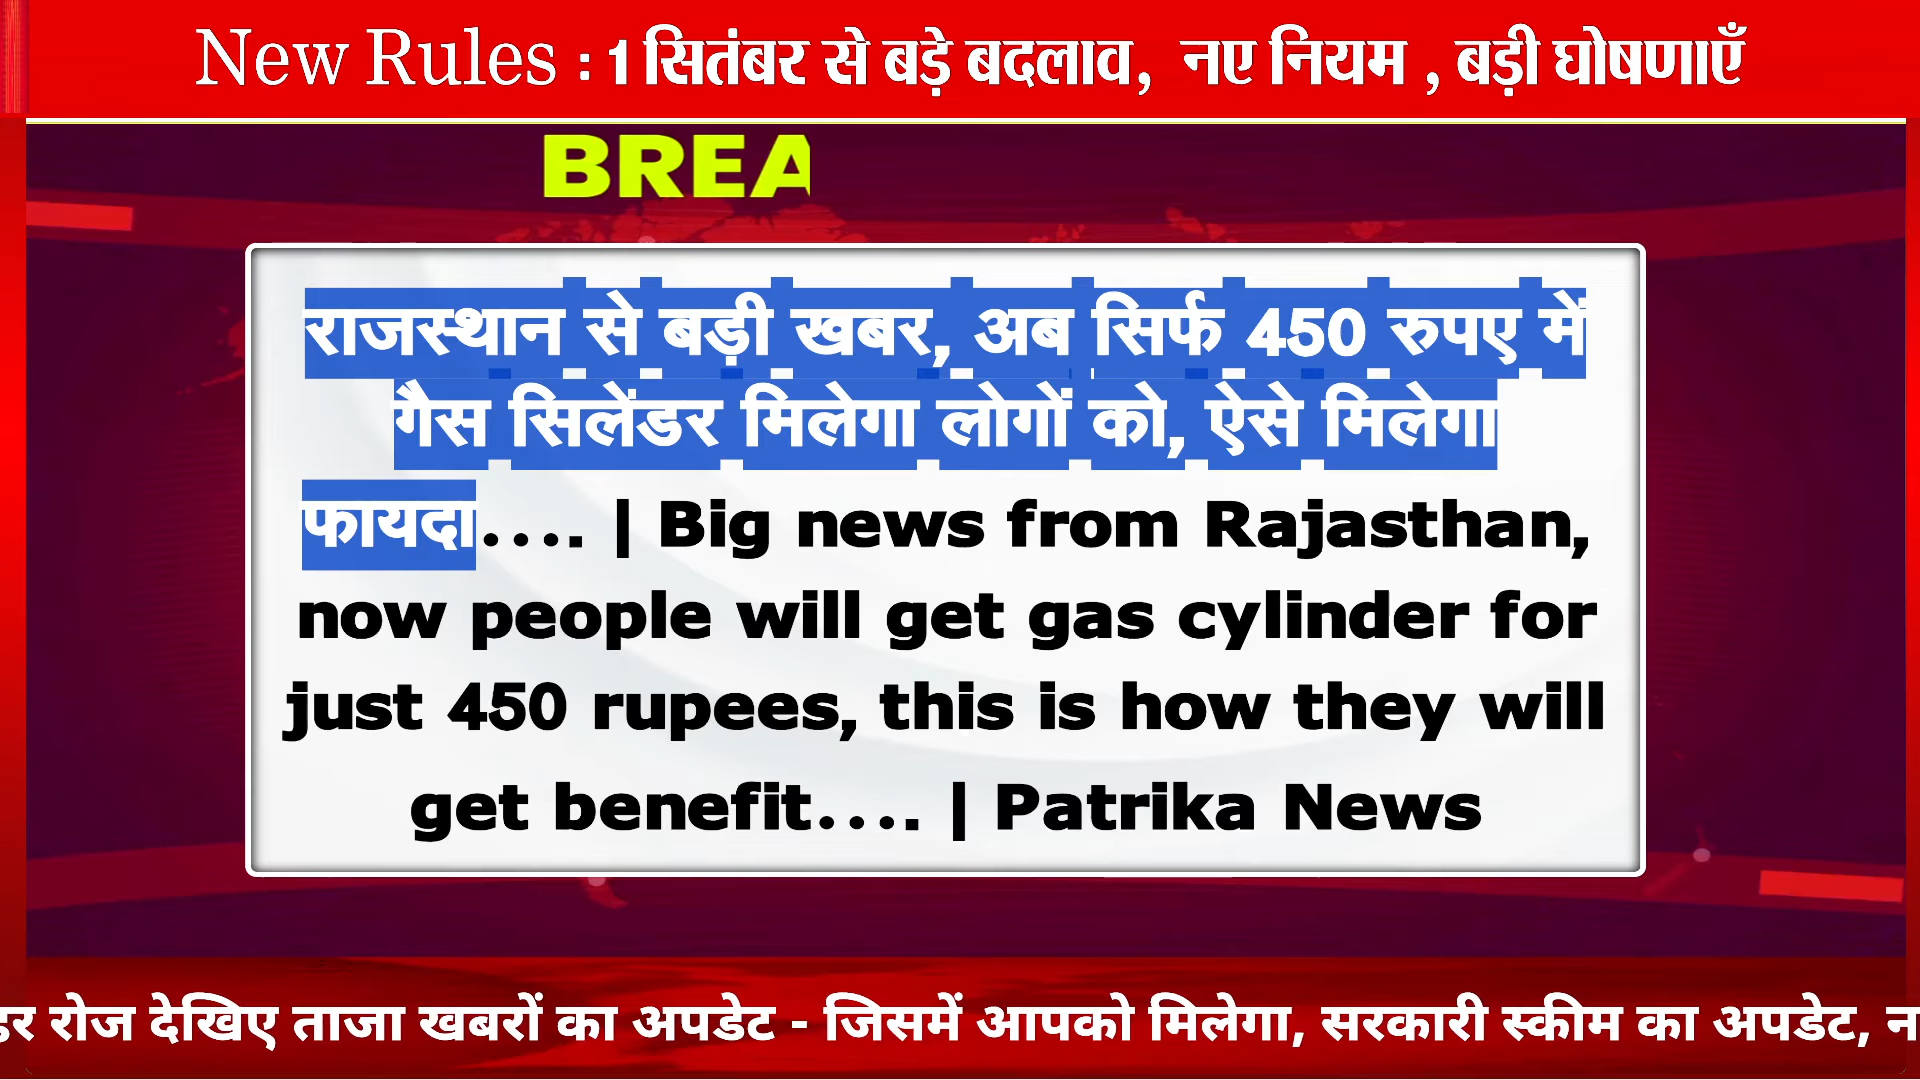 New Rules : 1 सितंबर से बड़े बदलाव, नए नियम , बड़ी घोषणाएँ
BREA
राजस्थान से बड़ी खबर, अब सिर्फ 450 रुपए में
गैस सिलेंडर मिलेगा लोगों को, ऐसे मिलेगा
फायदा.... | Big news from Rajasthan,
now people will get gas cylinder for
just 450 rupees, this is how they will
get benefit.... | Patrika News
रोज देखिए ताजा खबरों का अपडेट - जिसमें आपको मिलेगा, सरकारी स्कीम का अपडेट,